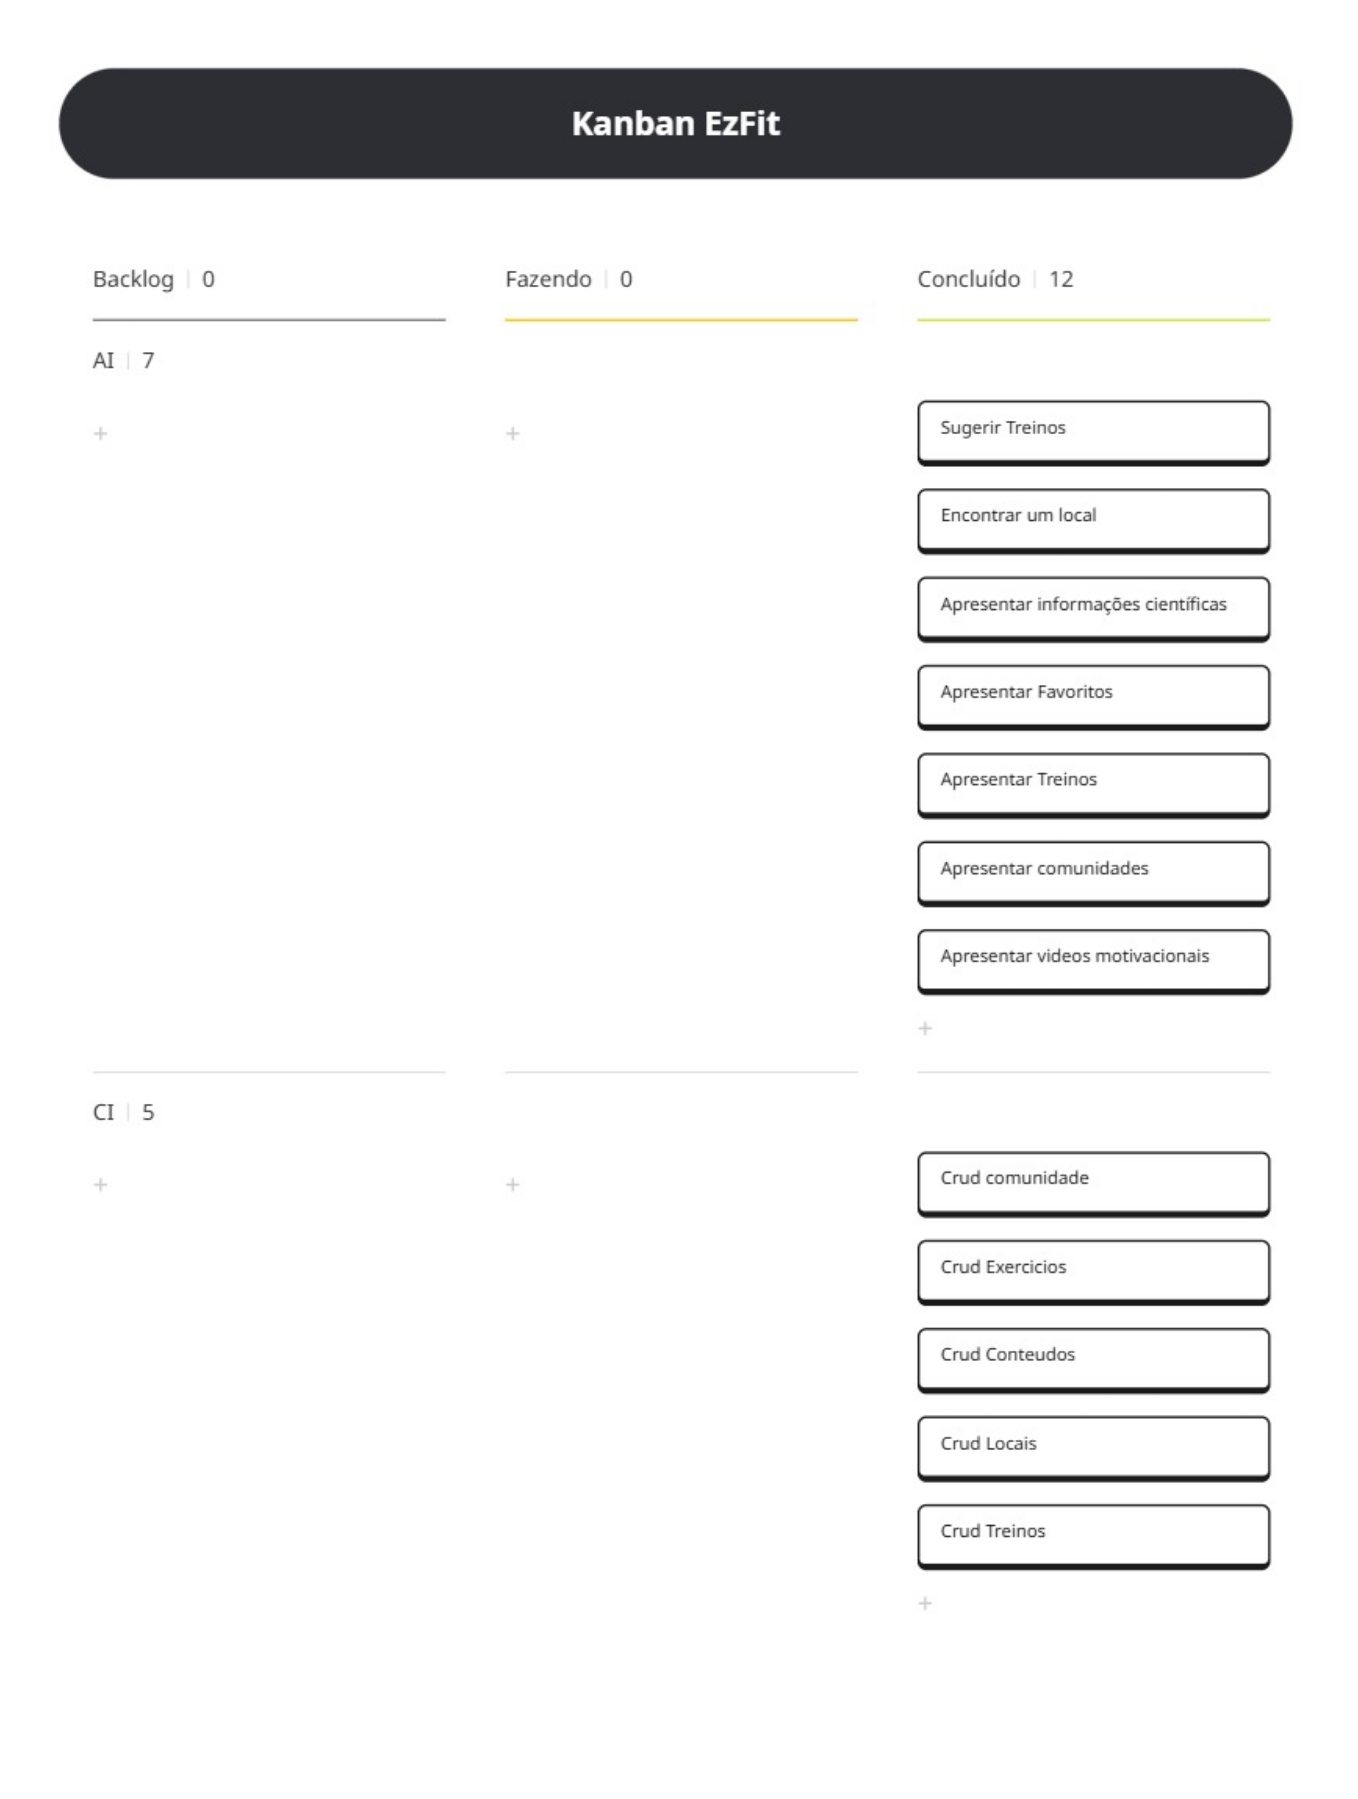 Kanban EzFit
Backlog | 0
Fazendo | 0
Concluído | 12
AI | 7
+
+
Sugerir Treinos
Encontrar um local
Apresentar informações científicas
Apresentar Favoritos
Apresentar Treinos
Apresentar comunidades
Apresentar videos motivacionais
+
CI | 5
+
+
Crud comunidade
Crud Exercicios
Crud Conteudos
Crud Locais
Crud Treinos
+